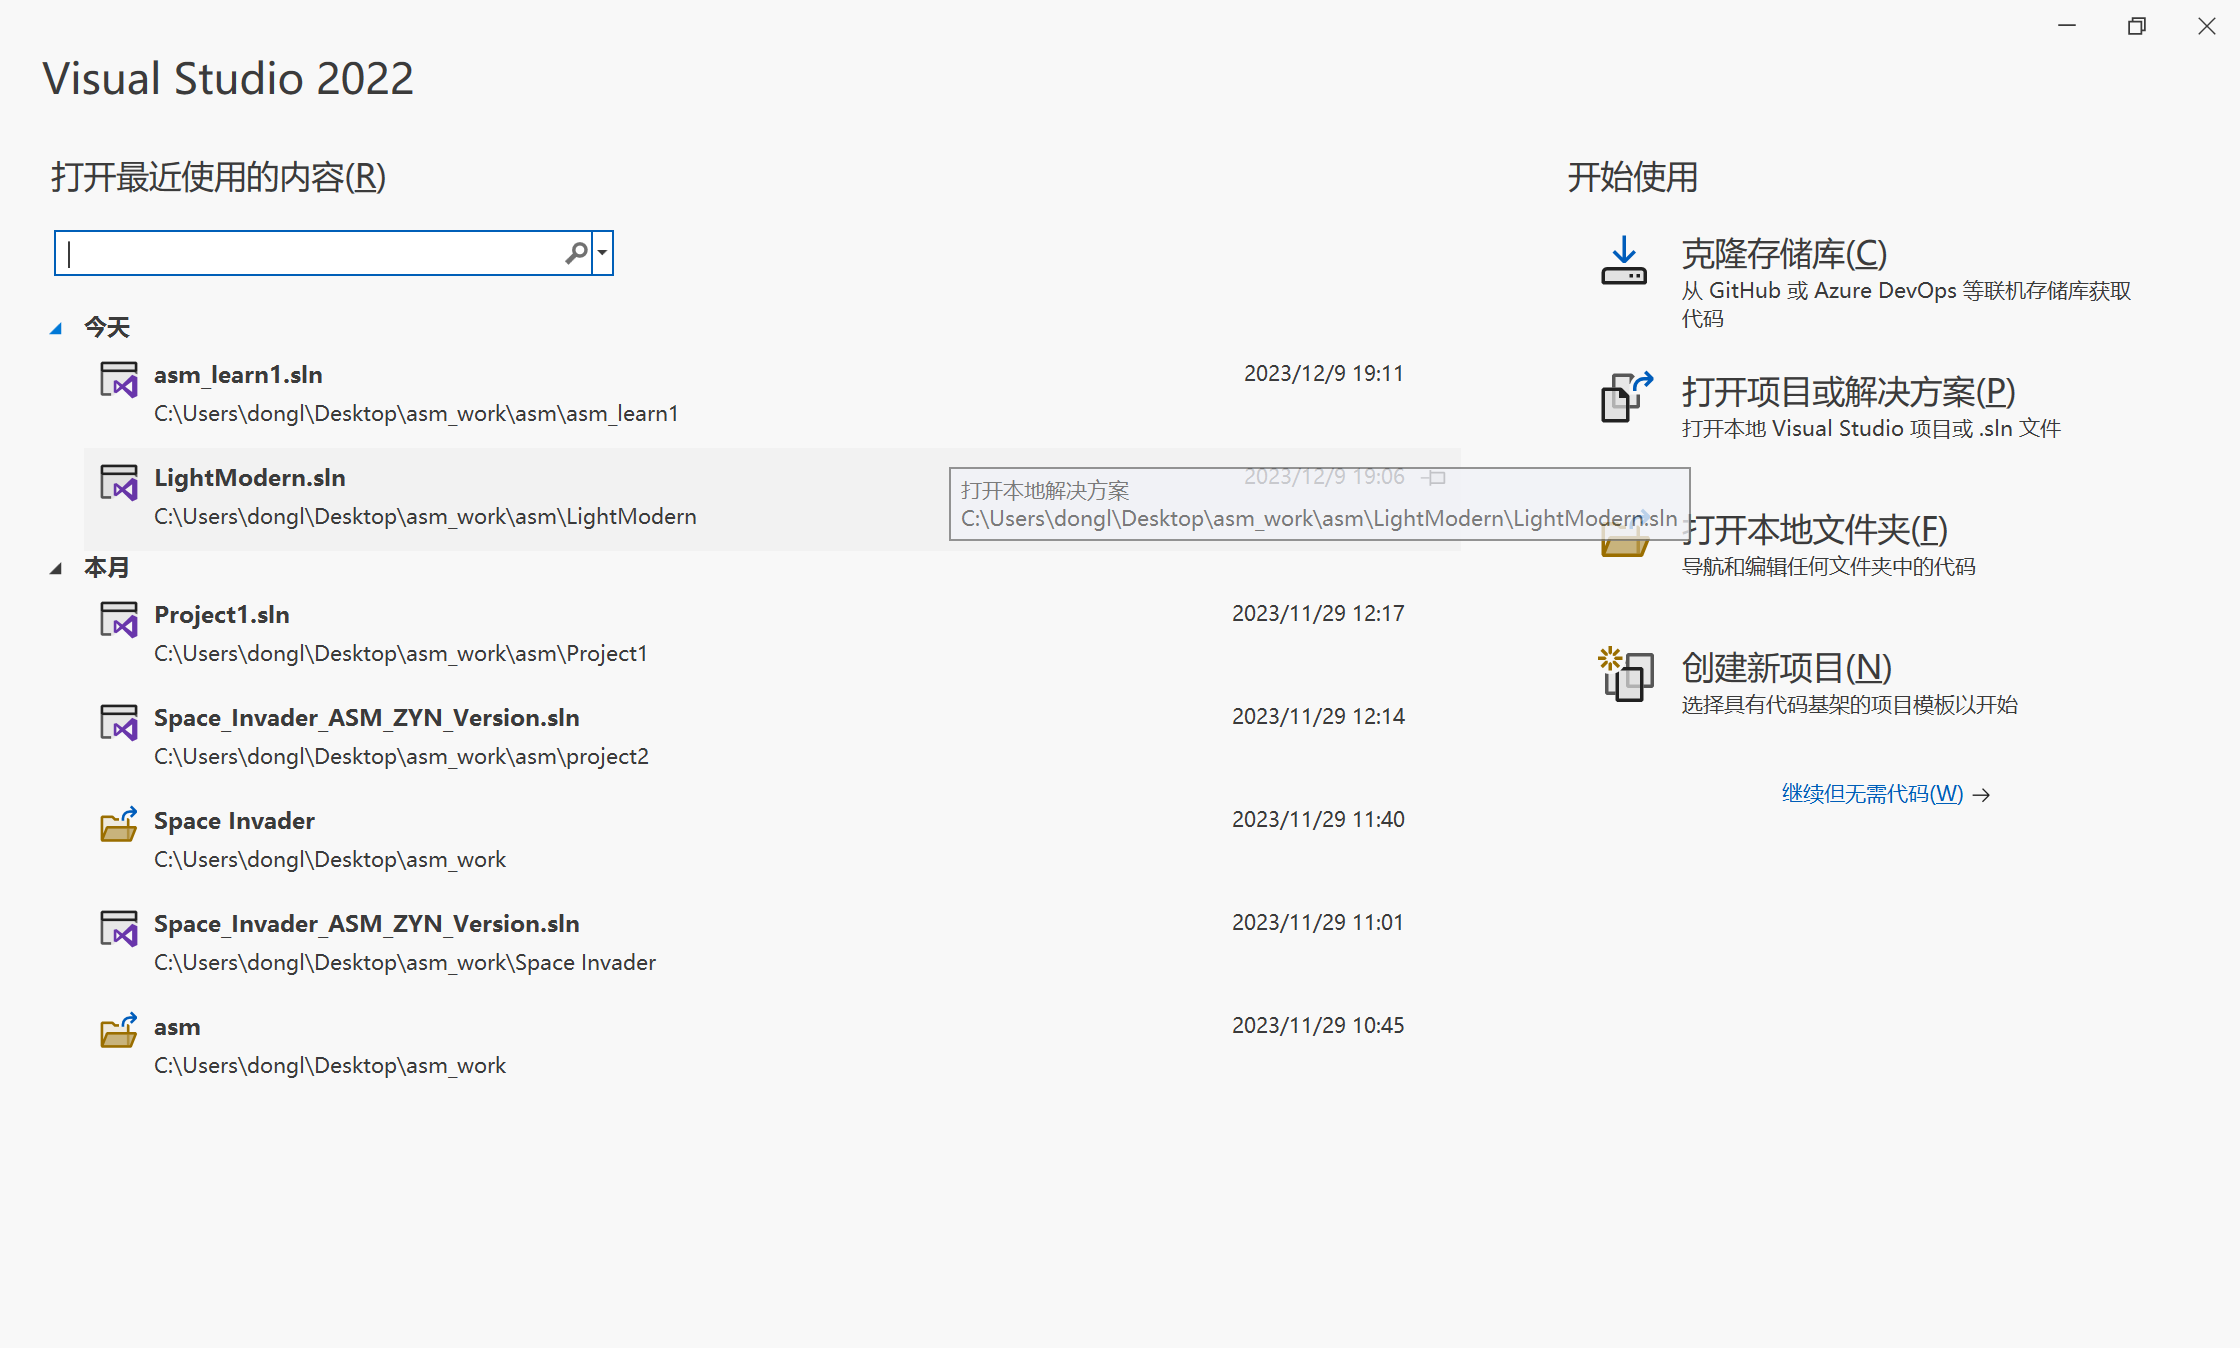 Visual Studio 2022
打开最近使用的内容(R)
今天
asm_learn1.sln
2023/12/9 19:11
C:\Users\dongl\Desktop\asm_work\asm\asm_learn1
LightModern.sln
2023/12/9 19:06
C:\Users\dongl\Desktop\asm_work\asm\LightModern
打开本地解决方案
C:\Users\dongl\Desktop\asm_work\asm\LightModern\LightModern.sln
本月
Project1.sln
2023/11/29 12:17
C:\Users\dongl\Desktop\asm_work\asm\Project1
Space_Invader_ASM_ZYN_Version.sln
2023/11/29 12:14
C:\Users\dongl\Desktop\asm_work\asm\project2
Space Invader
2023/11/29 11:40
C:\Users\dongl\Desktop\asm_work
Space_Invader_ASM_ZYN_Version.sln
2023/11/29 11:01
C:\Users\dongl\Desktop\asm_work\Space Invader
asm
2023/11/29 10:45
C:\Users\dongl\Desktop\asm_work
开始使用
克隆存储库(C)
从 GitHub 或 Azure DevOps 等联机存储库获取
代码
打开项目或解决方案(P)
打开本地 Visual Studio 项目或 .sln 文件
打开本地文件夹(F)
导航和编辑任何文件夹中的代码
创建新项目(N)
选择具有代码基架的项目模板以开始
继续但无需代码(W) →